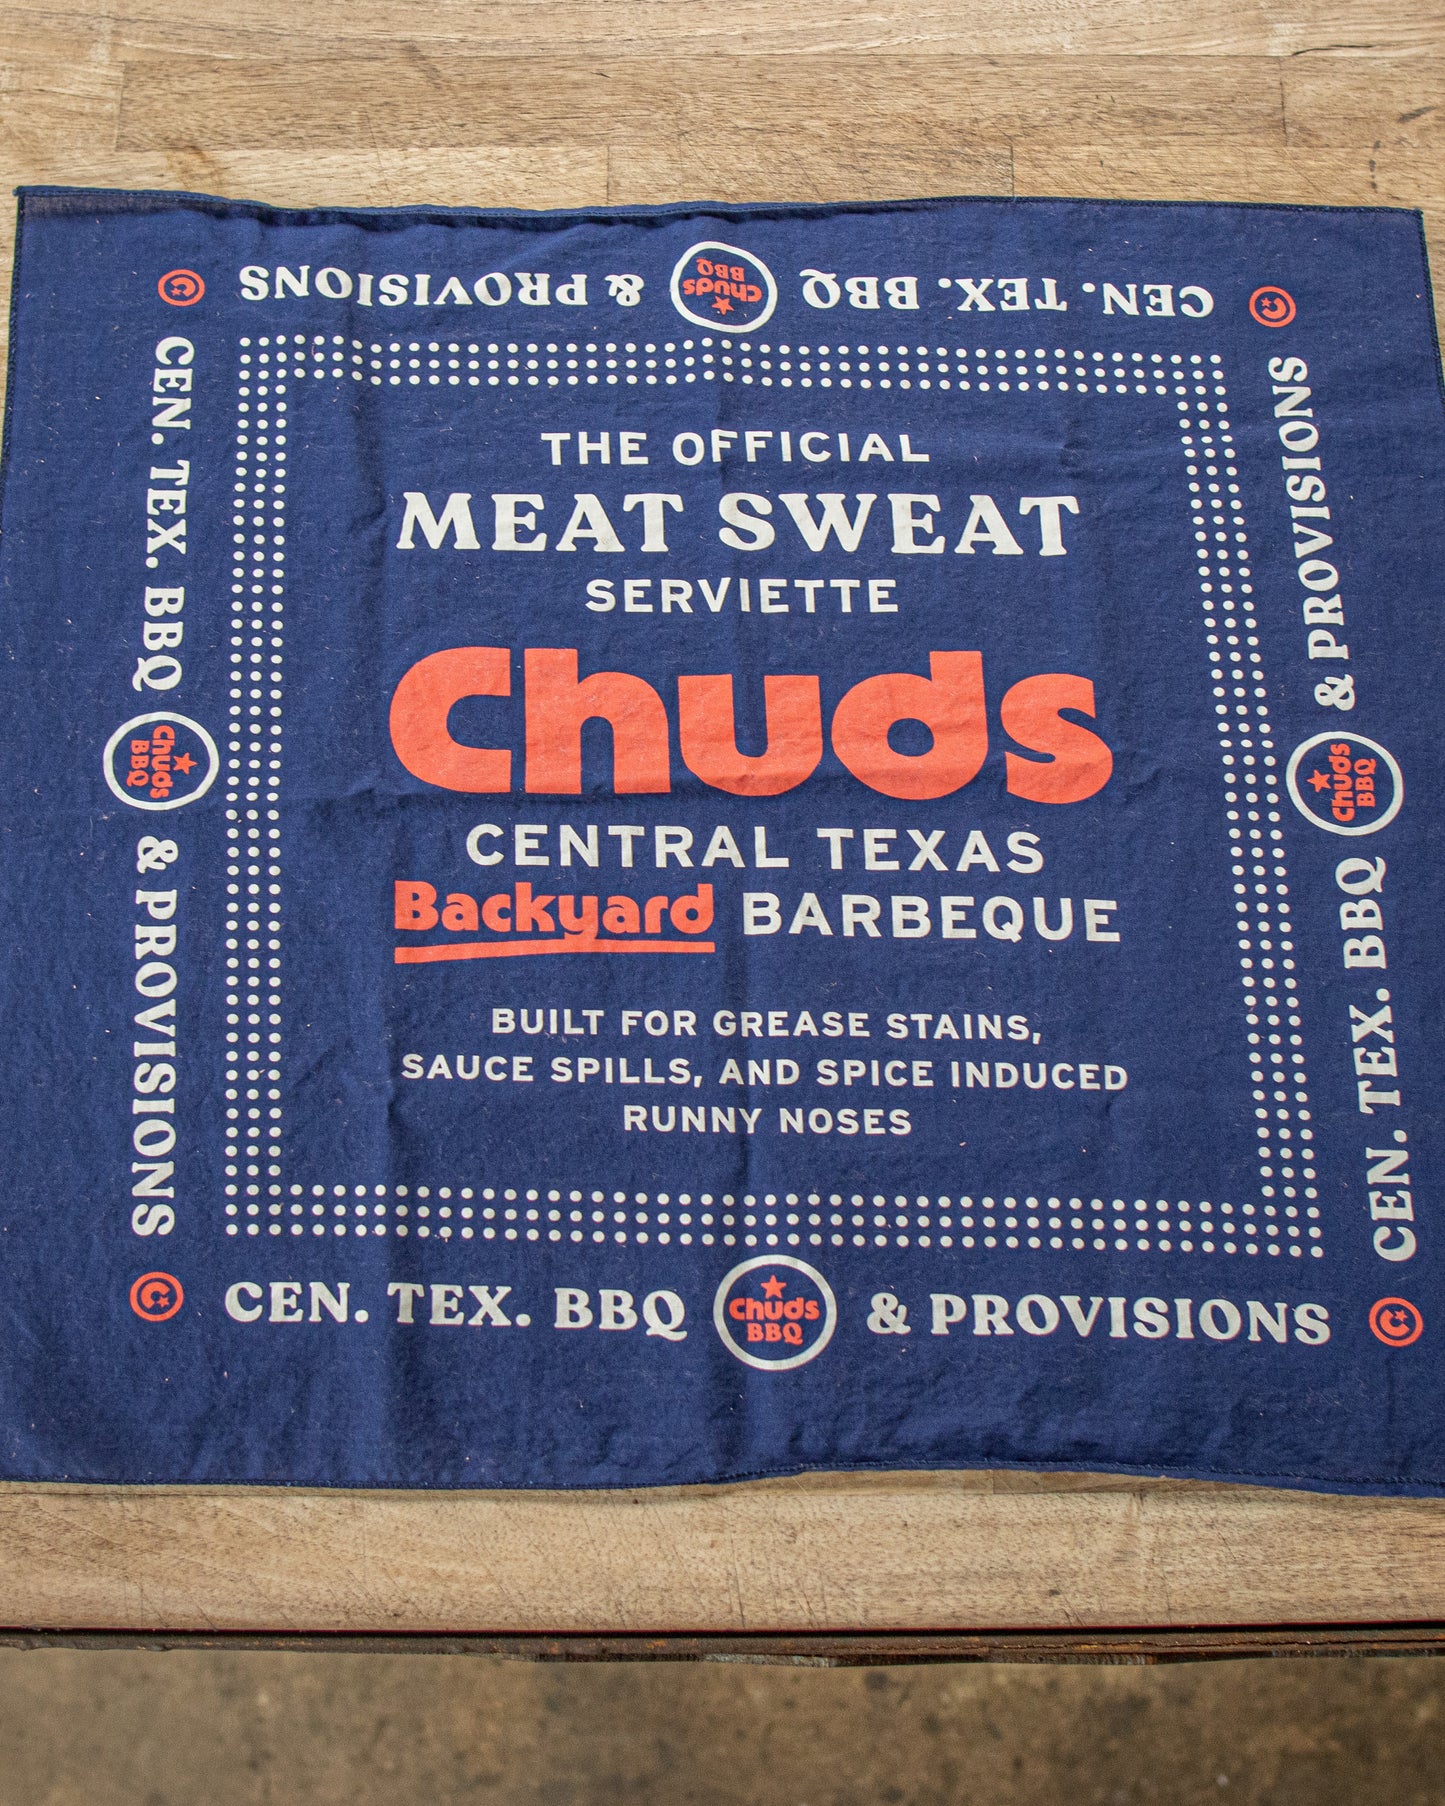 CEN. TEX. BBQ Chuds BBQ & PROVISIONS
THE OFFICIAL
MEAT SWEAT
SERVIETTE
Chuds
CENTRAL TEXAS
Backyard BARBEQUE
BUILT FOR GREASE STAINS,
SAUCE SPILLS, AND SPICE INDUCED
RUNNY NOSES
CEN. TEX. BBQ Chuds BBQ & PROVISIONS
CEN. TEX. BBQ Chuds BBQ & PROVISIONS
CEN. TEX. BBQ Chuds BBQ & PROVISIONS